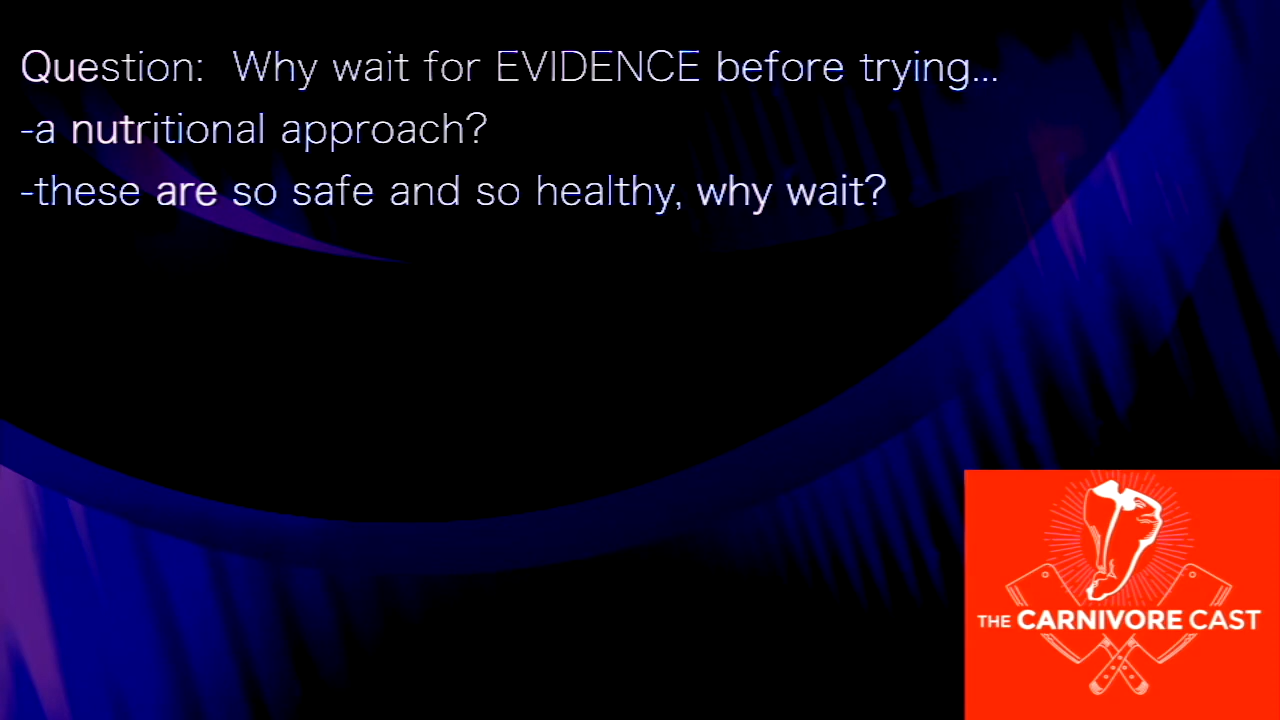 Question:  Why wait for EVIDENCE before trying...
-a nutritional approach?
-these are so safe and so healthy, why wait?
THE CARNIVORE CAST